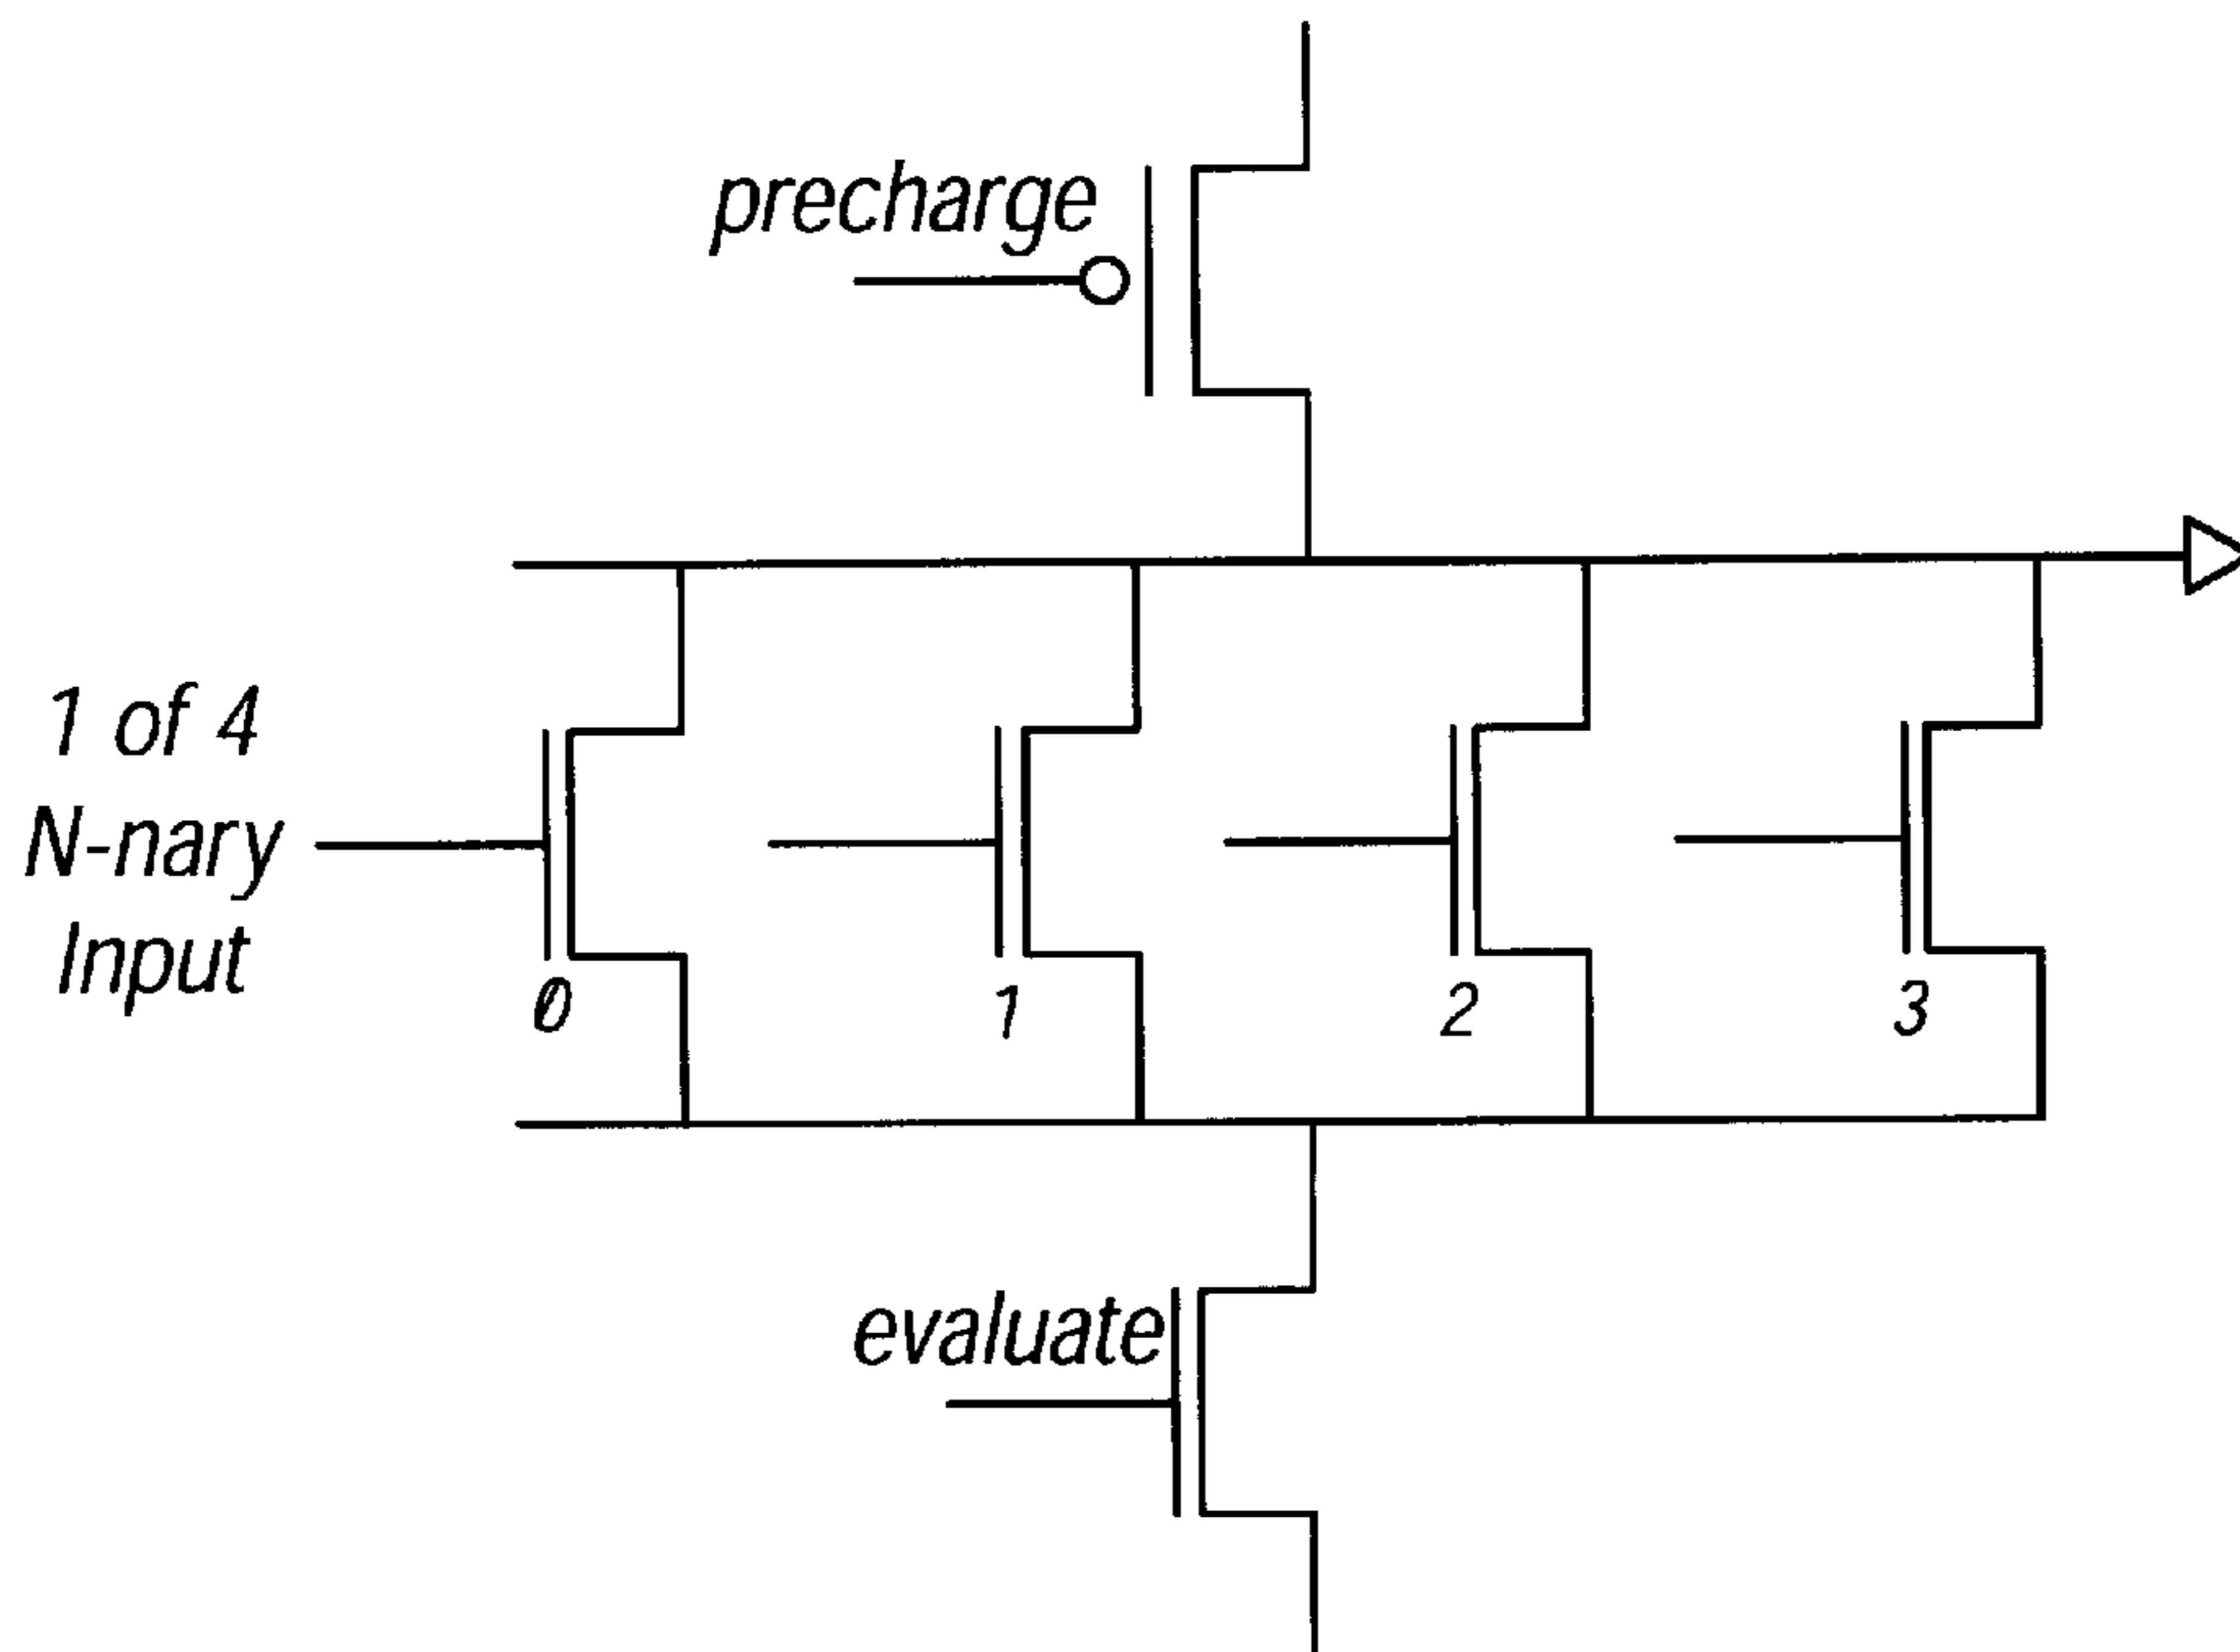 precharge
1 of 4
N-nary
Input
0
1
2
3
evaluate